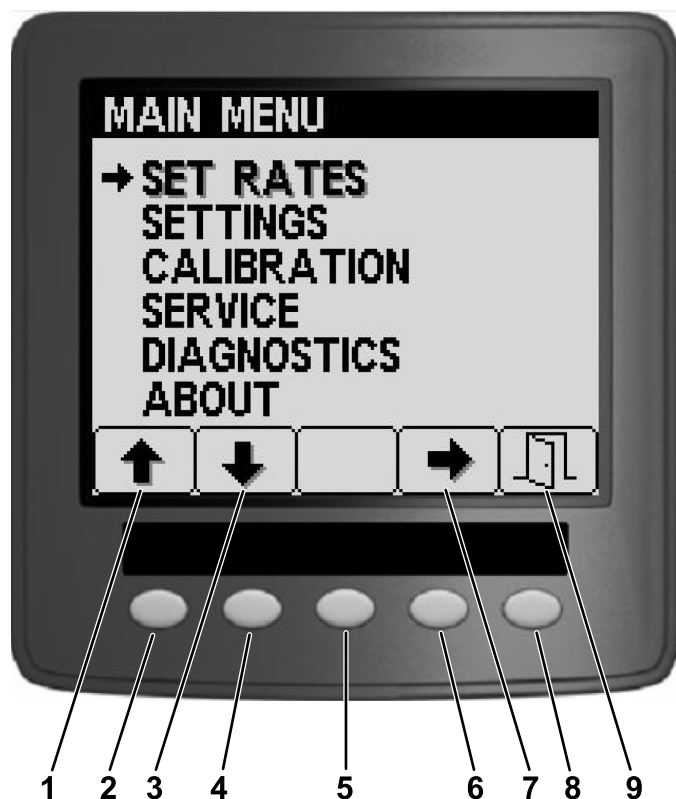 MAIN MENU
SET RATES
SETTINGS
CALIBRATION
SERVICE
DIAGNOSTICS
ABOUT
1 2 3 4 5 6 7 8 9